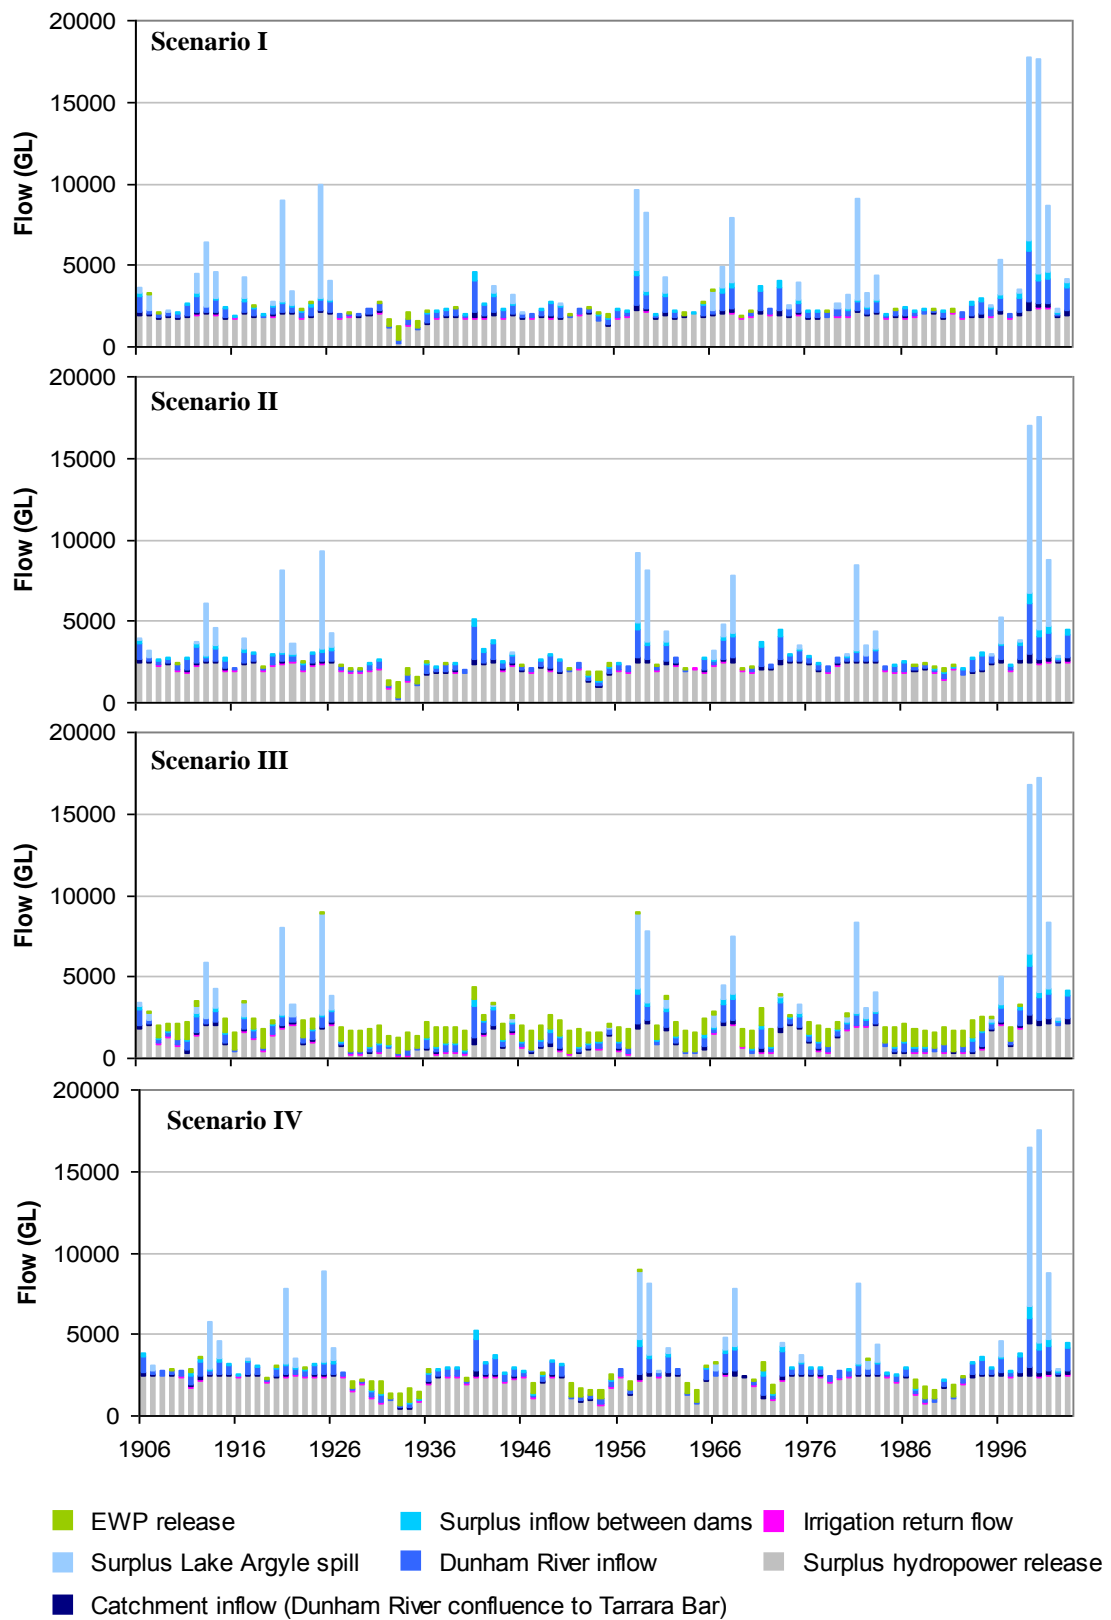 20000
Scenario I
15000
10000
5000
0
Flow (GL)
20000
Scenario II
15000
10000
5000
0
Flow (GL)
20000
Scenario III
15000
10000
5000
0
Flow (GL)
20000
Scenario IV
15000
10000
5000
0
Flow (GL)
1906 1916 1926 1936 1946 1956 1966 1976 1986 1996
EWP release Surplus inflow between dams Irrigation return flow
Surplus Lake Argyle spill Dunham River inflow Surplus hydropower release
Catchment inflow (Dunham River confluence to Tarrara Bar)